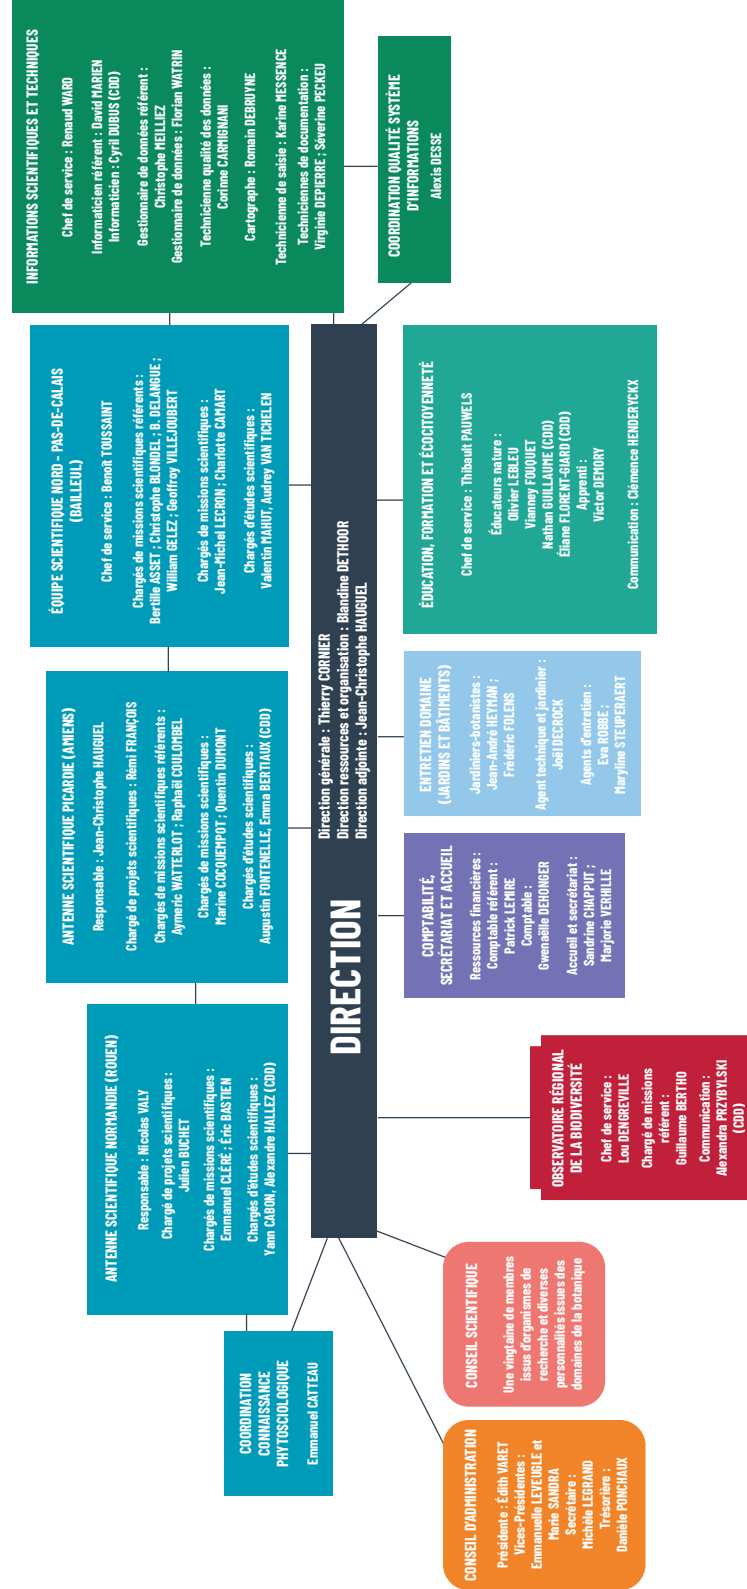 COORDINATION
CONNAISSANCE
PHYTOSCIOLOGIQUE
Emmanuel CATTEAU
ANTENNE SCIENTIFIQUE NORMANDIE (ROUEN)
Responsable : Nicolas VALY
Chargé de projets scientifiques :
Julien BUCHET
Chargés de missions scientifiques :
Emmanuel CLÉRÉ ; Éric BASTIEN
Chargés d'études scientifiques :
Yann CABON, Alexandre HALLEZ (CDD)
ANTENNE SCIENTIFIQUE PICARDIE (AMIENS)
Responsable : Jean-Christophe HAUGUEL
Chargé de projets scientifiques : Rémi FRANÇOIS
Chargés de missions scientifiques référents :
Aymeric WATTERLOT ; Raphaël COULOMBEL
Chargés de missions scientifiques :
Marine COCQUEMPOT ; Quentin DUMONT
Chargés d'études scientifiques :
Augustin FONTENELLE, Emma BERTIAUX (CDD)
ÉQUIPE SCIENTIFIQUE NORD - PAS-DE-CALAIS
(BAILLEUL)
Chef de service : Benoît TOUSSAINT
Chargés de missions scientifiques référents :
Bertille ASSET ; Christophe BLONDEL ; B. DELANGUE ;
William GELEZ ; Geoffroy VILLEJOUBERT
Chargés de missions scientifiques :
Jean-Michel LECRON ; Charlotte CAMART
Chargés d'études scientifiques :
Valentin MAHUT, Audrey VAN TICHELEN
INFORMATIONS SCIENTIFIQUES ET TECHNIQUES
Chef de service : Renaud WARD
Informaticien référent : David MARIEN
Informaticien : Cyril DUBUS (CDD)
Gestionnaire de données référent :
Christophe MEILLIEZ
Gestionnaire de données : Florian WATRIN
Technicienne qualité des données :
Corinne CARMIGNANI
Cartographe : Romain DEBRUYNE
Technicienne de saisie : Karine MESSENCE
Techniciennes de documentation :
Virginie DEPIERRE ; Séverine PECKEU
COORDINATION QUALITÉ SYSTÈME
D'INFORMATIONS
Alexis DESSE
DIRECTION
Direction générale : Thierry CORNIER
Direction ressources et organisation : Blandine DETHOOR
Direction adjointe : Jean-Christophe HAUGUEL
CONSEIL D'ADMINISTRATION
Présidente : Édith VARET
Vices-Présidentes :
Emmanuelle LEVEUGLE et
Marie SANDRA
Secrétaire :
Michèle LEGRAND
Trésorière :
Danièle PONCHAUX
CONSEIL SCIENTIFIQUE
Une vingtaine de membres
issus d'organismes de
recherche et diverses
personnalités issues des
domaines de la botanique
OBSERVATOIRE RÉGIONAL
DE LA BIODIVERSITÉ
Chef de service :
Lou DENGREVILLE
Chargé de missions
référent :
Guillaume BERTHO
Communication :
Alexandra PRZYBYLSKI
(CDD)
COMPTABILITÉ,
SECRÉTARIAT ET ACCUEIL
Ressources financières :
Comptable référent :
Patrick LEMIRE
Comptable :
Gwenaëlle DEHONGER
Accueil et secrétariat :
Sandrine CHAPPUT ;
Marjorie VERHILLE
ENTRETIEN DOMAINE
(JARDINS ET BÂTIMENTS)
Jardiniers-botanistes :
Jean-André HEYMAN ;
Frédéric FOLENS
Agent technique et jardinier :
Joël DECROCK
Agents d'entretien :
Eva ROBBE ;
Maryline STEUPERAERT
ÉDUCATION, FORMATION ET ÉCOCITOYENNETÉ
Chef de service : Thibault PAUWELS
Éducateurs nature :
Olivier LEBLEU
Vianney FOUQUET
Nathan GUILLAUME (CDD)
Éliane FLORENT-GIARD (CDD)
Apprenti :
Victor DEMORY
Communication : Clémence HENDERYCKX